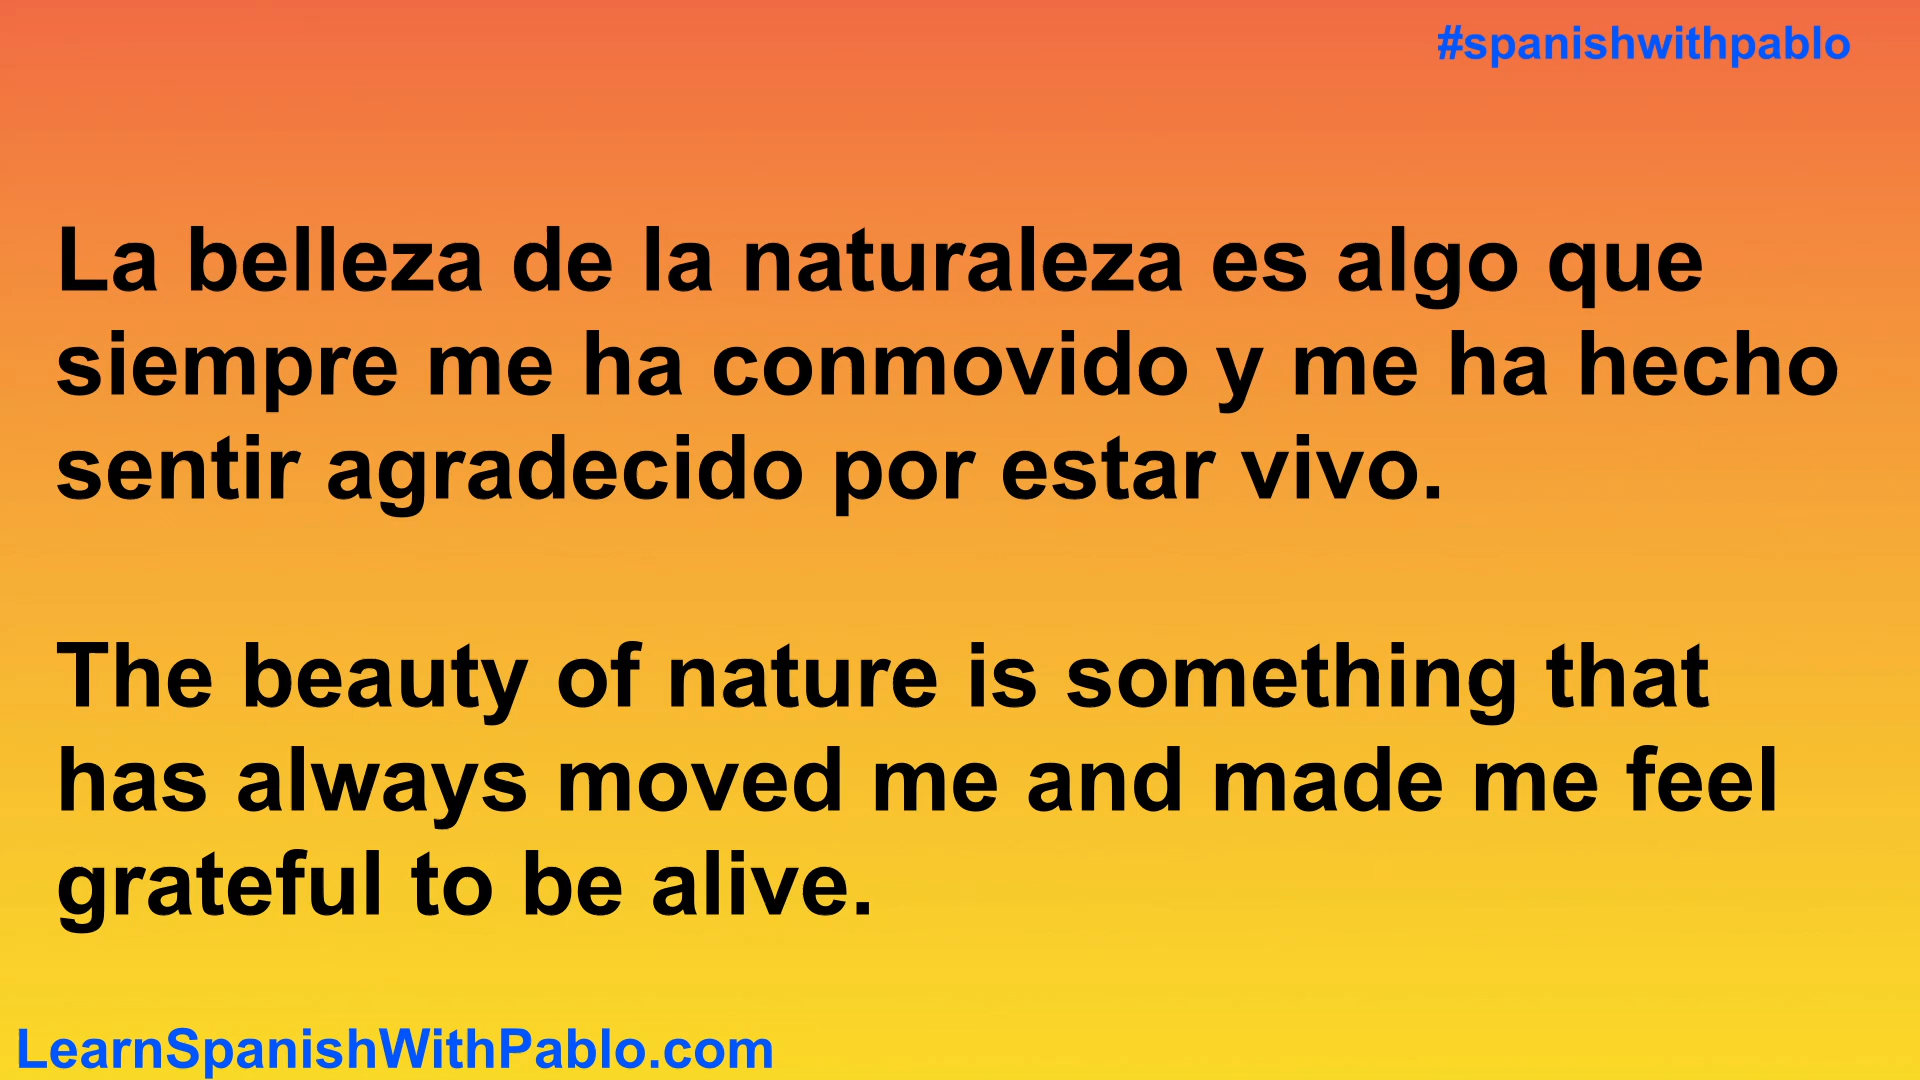 #spanishwithpablo
La belleza de la naturaleza es algo que
siempre me ha conmovido y me ha hecho
sentir agradecido por estar vivo.
The beauty of nature is something that
has always moved me and made me feel
grateful to be alive.
LearnSpanishWithPablo.com